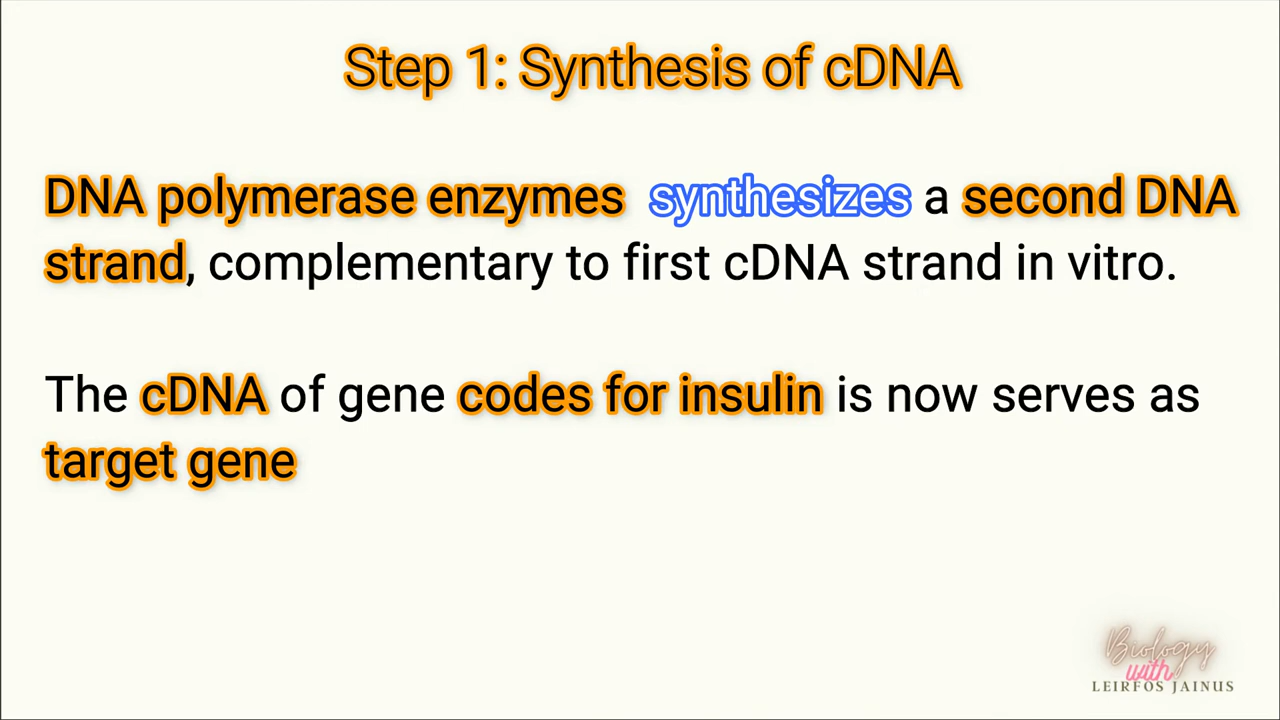 Step 1: Synthesis of cDNA
DNA polymerase enzymes synthesizes a second DNA
strand, complementary to first cDNA strand in vitro.
The cDNA of gene codes for insulin is now serves as
target gene
Biology
with
LEIRFOS JAINUS